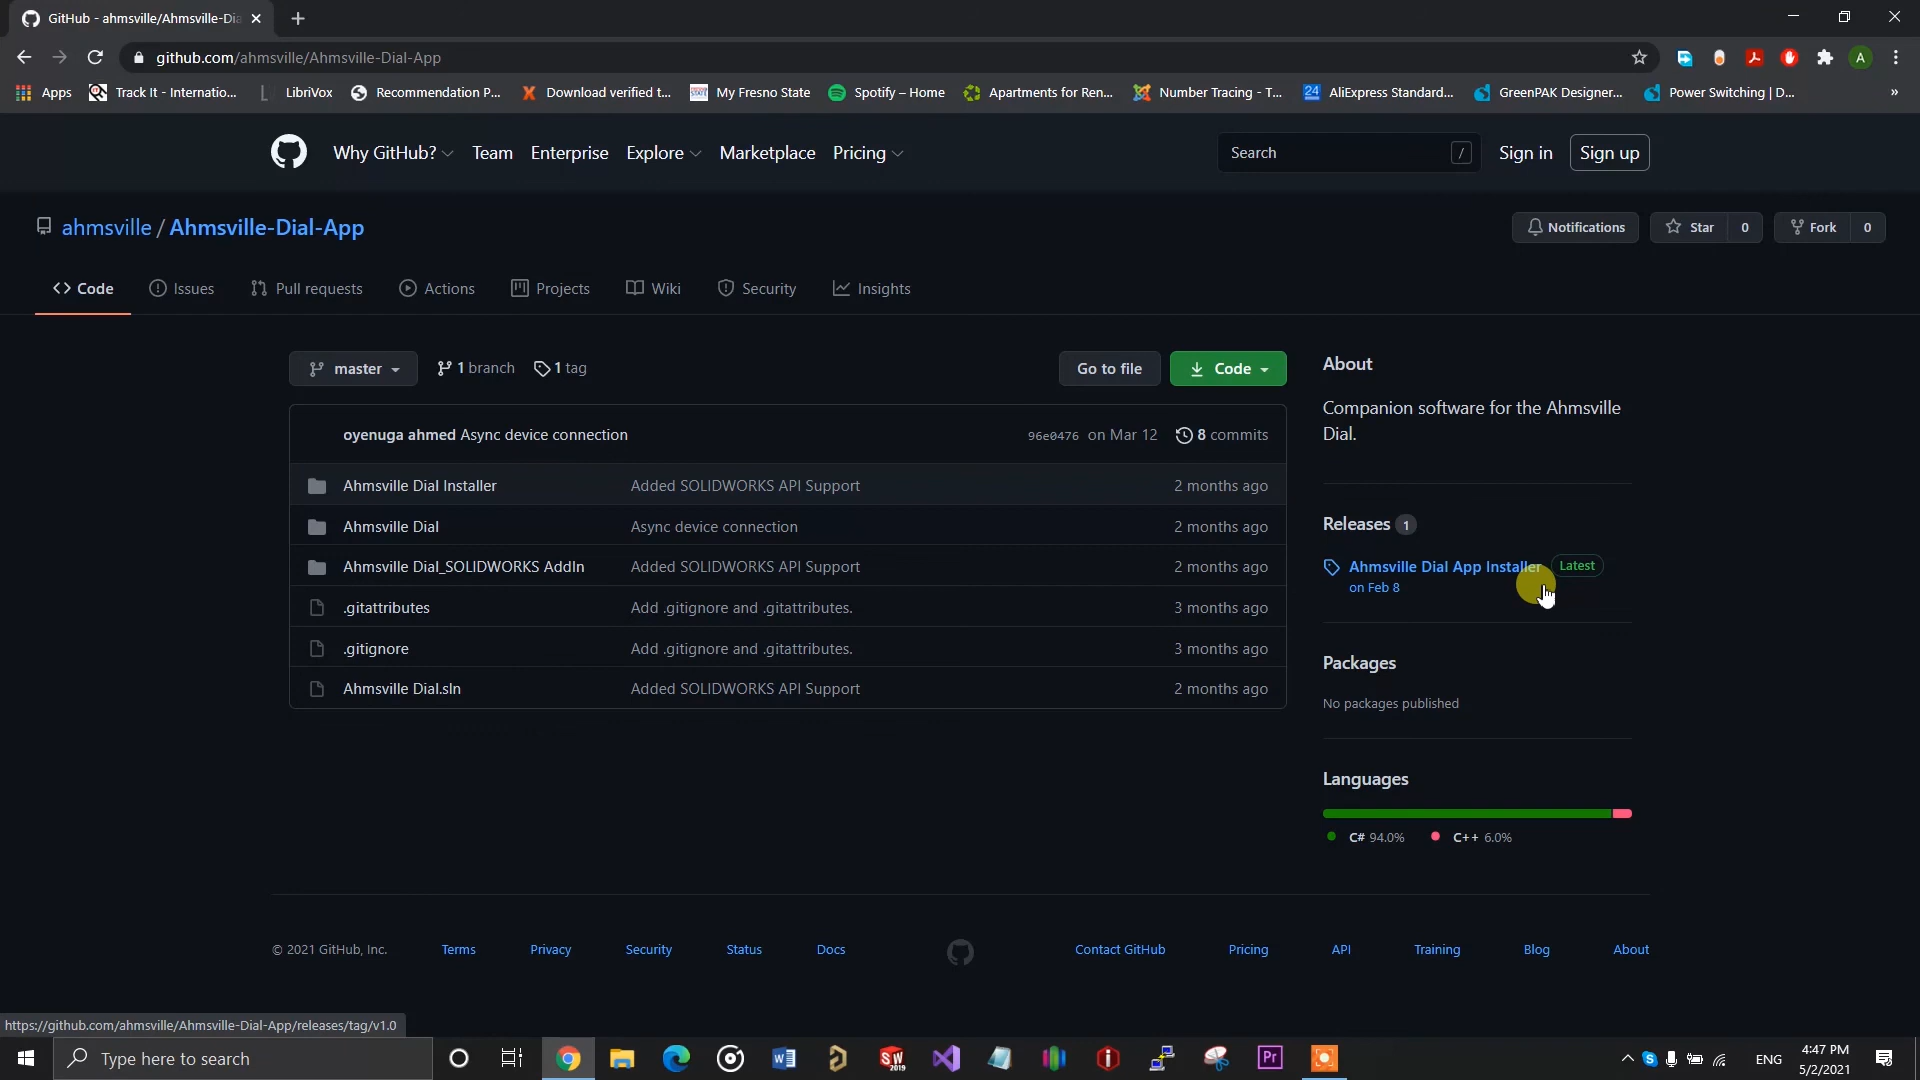 GitHub - ahmsville/Ahmsville-Dia
github.com/ahmsville/Ahmsville-Dial-App
A
Apps
Track It - Internatio...
LibriVox
Recommendation P...
Download verified t...
My Fresno State
Spotify – Home
Apartments for Ren...
Number Tracing - T...
24
AliExpress Standard...
GreenPAK Designer...
Power Switching | D...
»
Why GitHub?
Team
Enterprise
Explore
Marketplace
Pricing
Search
/
Sign in
Sign up
ahmsville / Ahmsville-Dial-App
Notifications
Star 0
Fork 0
Code
Issues
Pull requests
Actions
Projects
Wiki
Security
Insights
master
1 branch
1 tag
Go to file
Code
oyenuga ahmed Async device connection
96e0476 on Mar 12
8 commits
Ahmsville Dial Installer Added SOLIDWORKS API Support 2 months ago
Ahmsville Dial Async device connection 2 months ago
Ahmsville Dial_SOLIDWORKS AddIn Added SOLIDWORKS API Support 2 months ago
.gitattributes Add .gitignore and .gitattributes. 3 months ago
.gitignore Add .gitignore and .gitattributes. 3 months ago
Ahmsville Dial.sln Added SOLIDWORKS API Support 2 months ago
About
Companion software for the Ahmsville
Dial.
Releases 1
Ahmsville Dial App Installer Latest
on Feb 8
Packages
No packages published
Languages
C# 94.0% C++ 6.0%
© 2021 GitHub, Inc.
Terms
Privacy
Security
Status
Docs
Contact GitHub
Pricing
API
Training
Blog
About
https://github.com/ahmsville/Ahmsville-Dial-App/releases/tag/v1.0
Type here to search
SW
2019
Pr
ENG
4:47 PM
5/2/2021